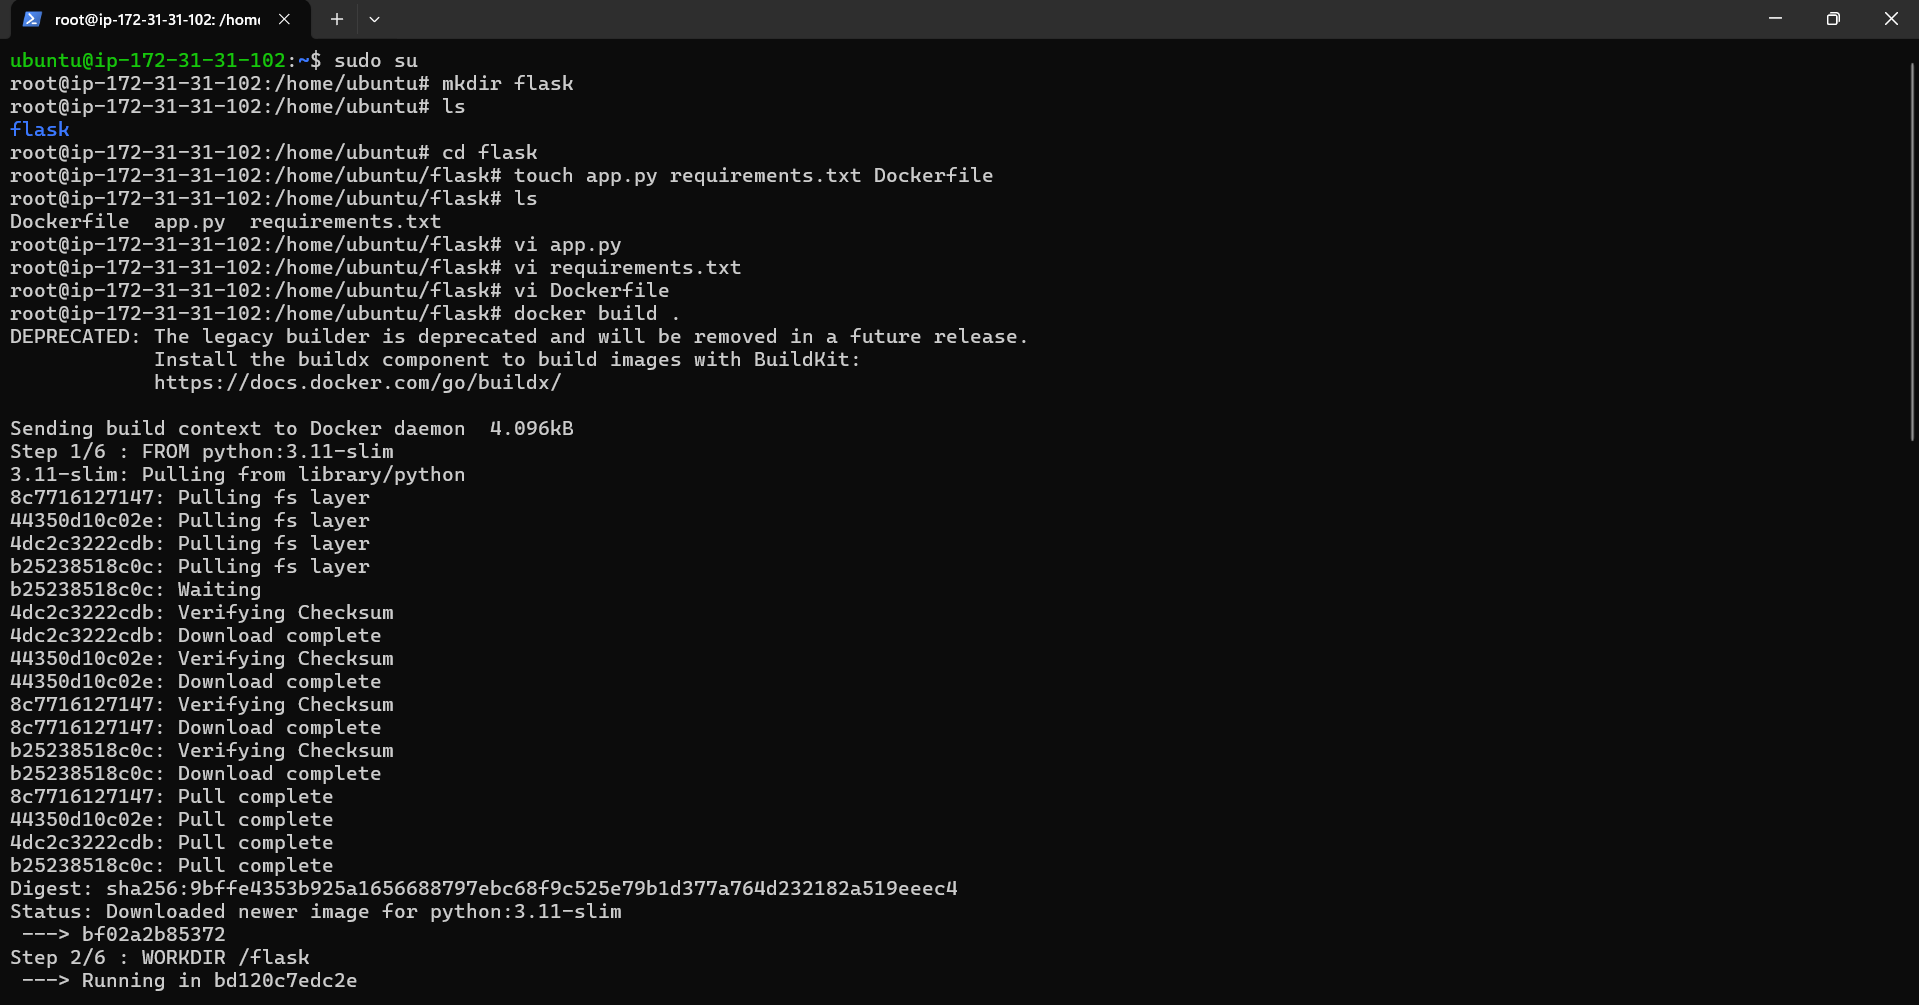 root@ip-172-31-31-102: /home
ubuntu@ip-172-31-31-102:~$ sudo su
root@ip-172-31-31-102:/home/ubuntu# mkdir flask
root@ip-172-31-31-102:/home/ubuntu# ls
flask
root@ip-172-31-31-102:/home/ubuntu# cd flask
root@ip-172-31-31-102:/home/ubuntu/flask# touch app.py requirements.txt Dockerfile
root@ip-172-31-31-102:/home/ubuntu/flask# ls
Dockerfile  app.py  requirements.txt
root@ip-172-31-31-102:/home/ubuntu/flask# vi app.py
root@ip-172-31-31-102:/home/ubuntu/flask# vi requirements.txt
root@ip-172-31-31-102:/home/ubuntu/flask# vi Dockerfile
root@ip-172-31-31-102:/home/ubuntu/flask# docker build .
DEPRECATED: The legacy builder is deprecated and will be removed in a future release.
            Install the buildx component to build images with BuildKit:
            https://docs.docker.com/go/buildx/
Sending build context to Docker daemon  4.096kB
Step 1/6 : FROM python:3.11-slim
3.11-slim: Pulling from library/python
8c7716127147: Pulling fs layer
44350d10c02e: Pulling fs layer
4dc2c3222cdb: Pulling fs layer
b25238518c0c: Pulling fs layer
b25238518c0c: Waiting
4dc2c3222cdb: Verifying Checksum
4dc2c3222cdb: Download complete
44350d10c02e: Verifying Checksum
44350d10c02e: Download complete
8c7716127147: Verifying Checksum
8c7716127147: Download complete
b25238518c0c: Verifying Checksum
b25238518c0c: Download complete
8c7716127147: Pull complete
44350d10c02e: Pull complete
4dc2c3222cdb: Pull complete
b25238518c0c: Pull complete
Digest: sha256:9bffe4353b925a1656688797ebc68f9c525e79b1d377a764d232182a519eeec4
Status: Downloaded newer image for python:3.11-slim
 ---> bf02a2b85372
Step 2/6 : WORKDIR /flask
 ---> Running in bd120c7edc2e